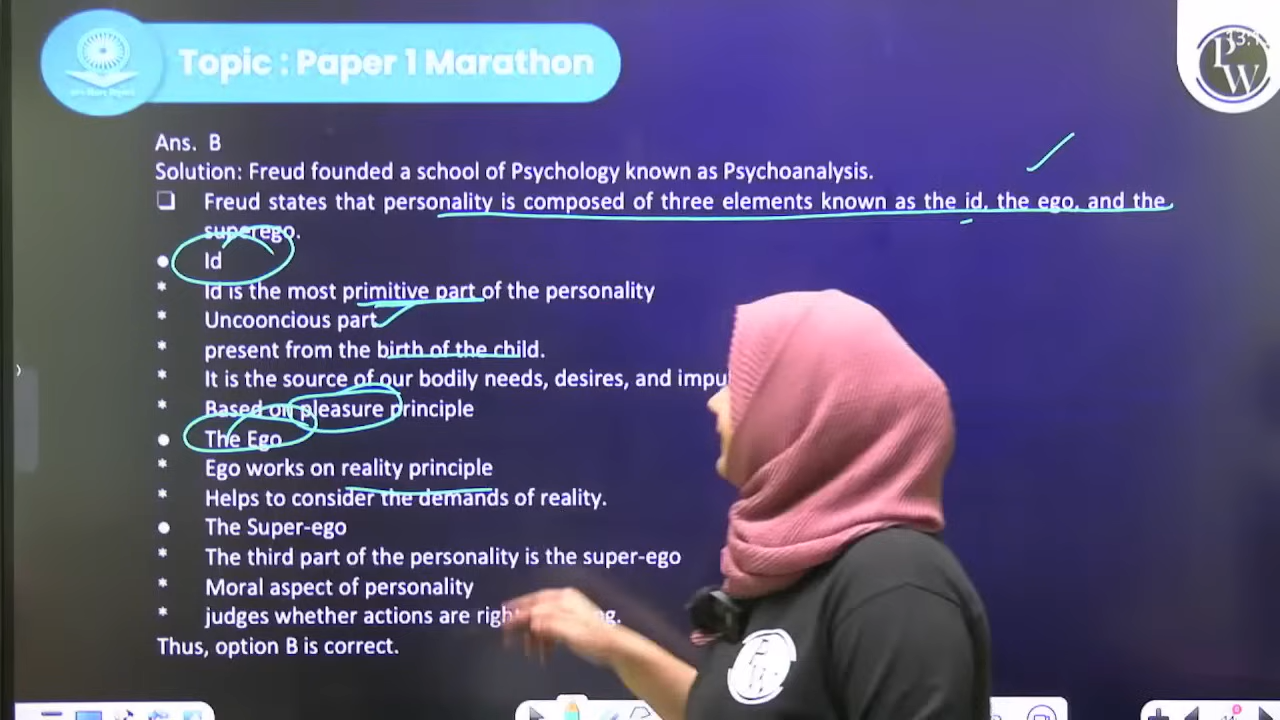 Topic : Paper 1 Marathon
PW
Ans. B
Solution: Freud founded a school of Psychology known as Psychoanalysis.
❑ Freud states that personality is composed of three elements known as the id, the ego, and the
superego.
● Id
* Id is the most primitive part of the personality
* Uncooncious part
* present from the birth of the child.
* It is the source of our bodily needs, desires, and
* Based on pleasure principle
● The Ego
* Ego works on reality principle
* Helps to consider the demands of reality.
● The Super-ego
* The third part of the personality is the super-ego
* Moral aspect of personality
* judges whether actions are
Thus, option B is correct.
PW